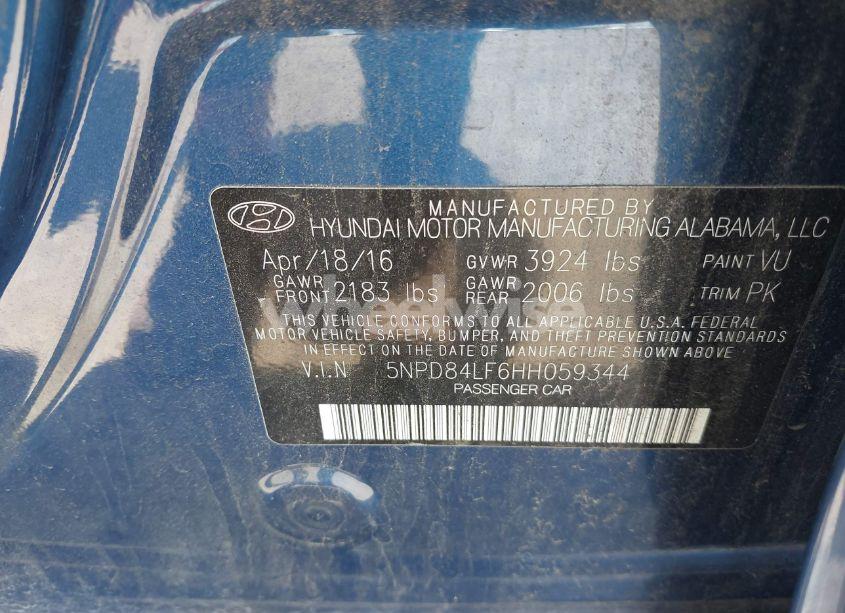 MANUFACTURED BY
HYUNDAI MOTOR MANUFACTURING ALABAMA, LLC
Apr/18/16 GVWR 3924 lbs PAINT VU
GAWR FRONT 2183 lbs GAWR REAR 2006 lbs TRIM PK
THIS VEHICLE CONFORMS TO ALL APPLICABLE U.S.A. FEDERAL
MOTOR VEHICLE SAFETY, BUMPER, AND THEFT PREVENTION STANDARDS
IN EFFECT ON THE DATE OF MANUFACTURE SHOWN ABOVE
V.I.N 5NPD84LF6HH059344
PASSENGER CAR
wheelwise